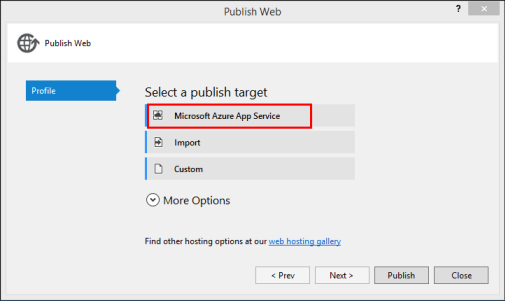 Publish Web
?
Publish Web
Profile
Select a publish target
Microsoft Azure App Service
Import
Custom
More Options
Find other hosting options at our web hosting gallery
< Prev
Next >
Publish
Close